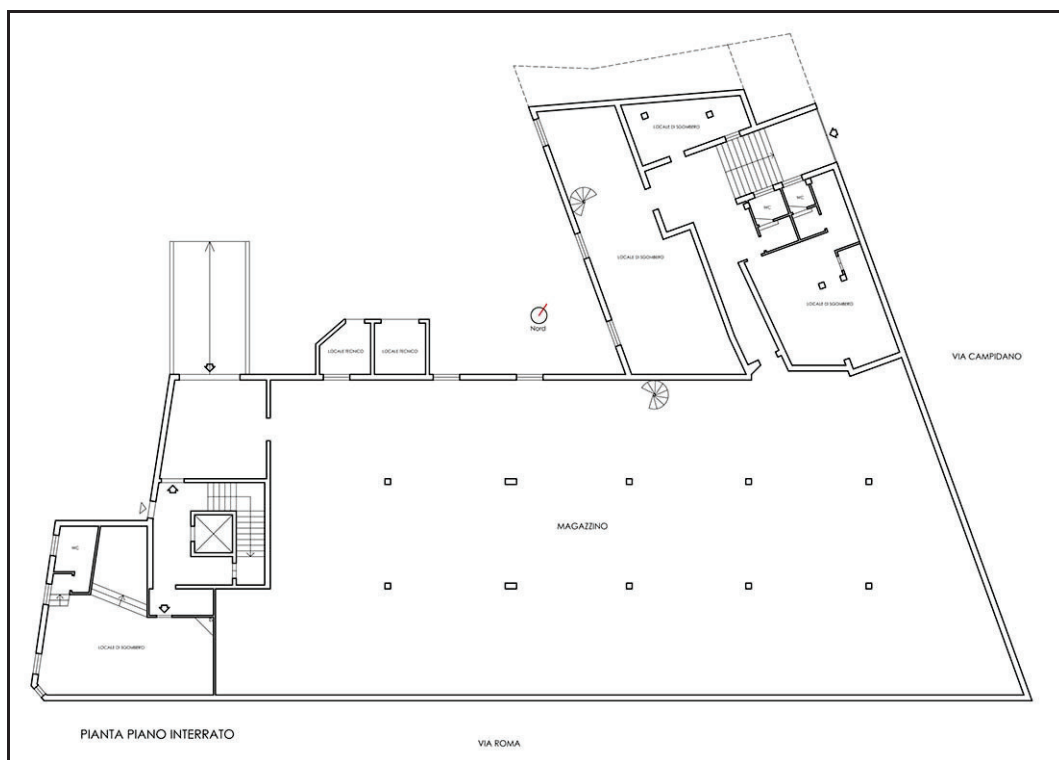 LOCALE DI SGOMBERO
WC
WC
LOCALE DI SGOMBERO
LOCALE DI SGOMBERO
Nord
LOCALE TECNICO
LOCALE TECNICO
VIA CAMPIDANO
MAGAZZINO
WC
LOCALE DI SGOMBERO
PIANTA PIANO INTERRATO
VIA ROMA